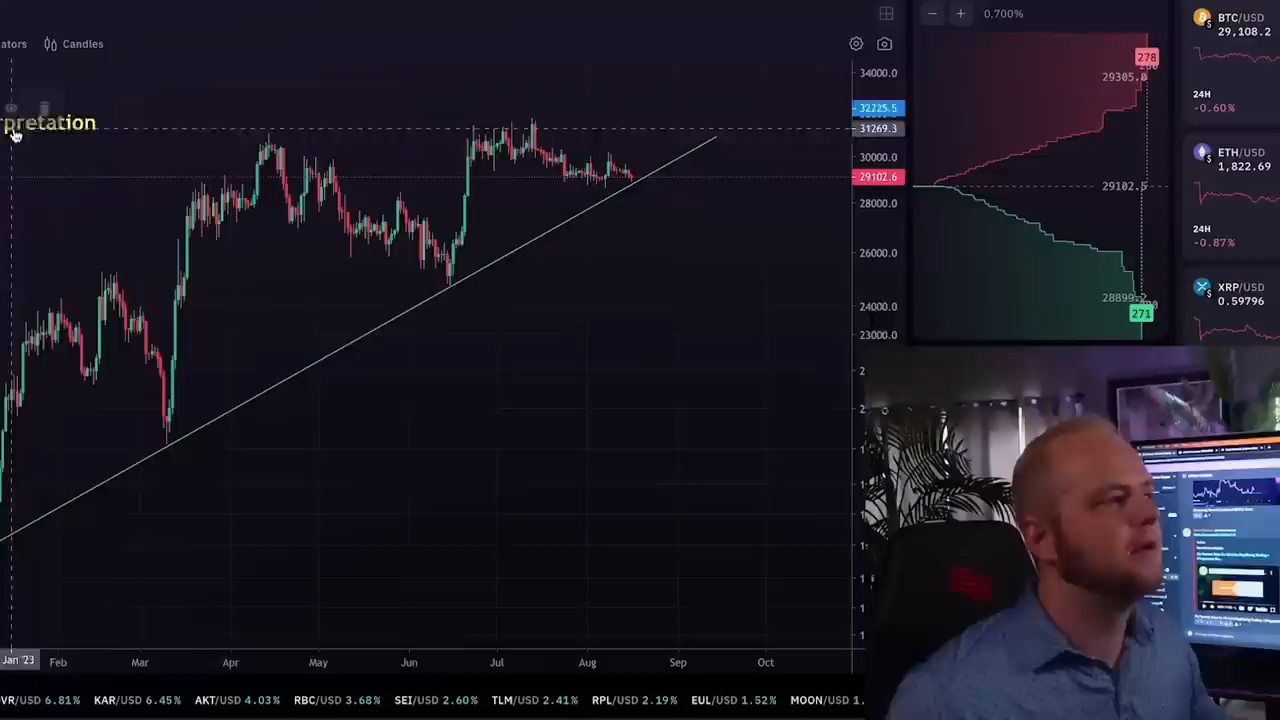 ators
Candles
pretation
34000.0
32225.5
31269.3
30000.0
29102.6
28000.0
26000.0
24000.0
23000.0
Jan '23
Feb
Mar
Apr
May
Jun
Jul
Aug
Sep
Oct
0.700%
278
29305.
29102.5
28899.2
271
BTC/USD
29,108.2
24H
-0.60%
ETH/USD
1,822.69
24H
-0.87%
XRP/USD
0.59796
VR/USD 6.81%
KAR/USD 6.45%
AKT/USD 4.03%
RBC/USD 3.68%
SEI/USD 2.60%
TLM/USD 2.41%
RPL/USD 2.19%
EUL/USD 1.52%
MOON/USD 1.